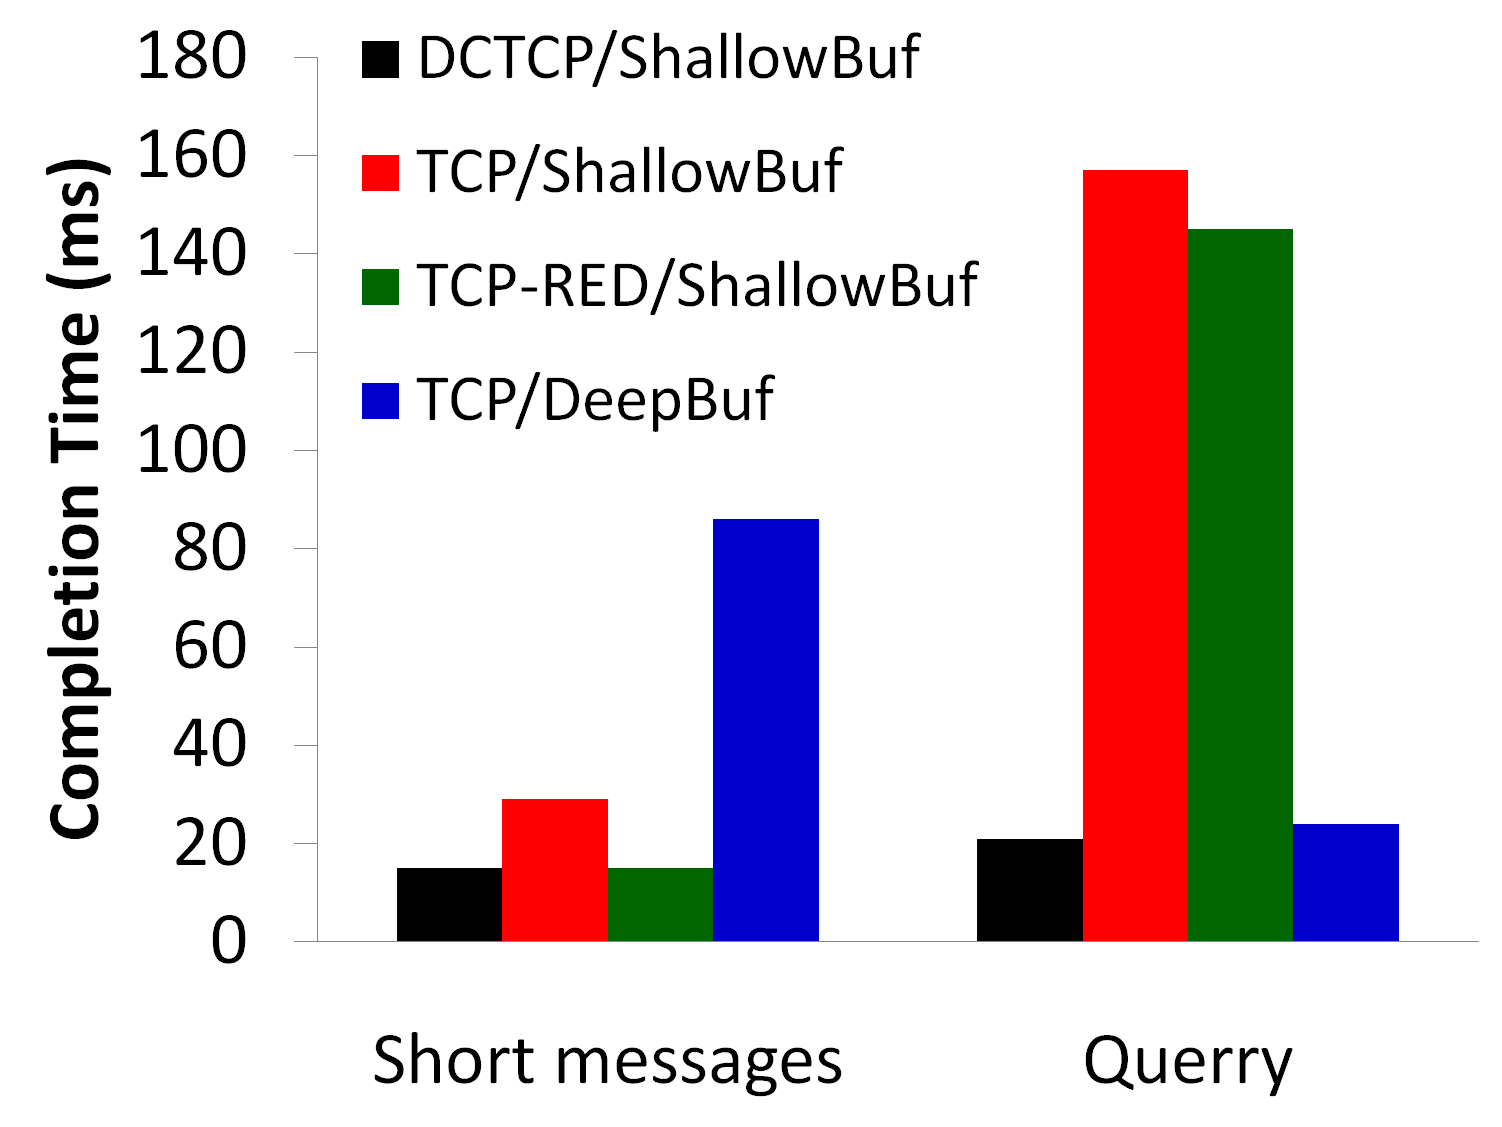 Completion Time (ms)
180
160
140
120
100
80
60
40
20
0
DCTCP/ShallowBuf
TCP/ShallowBuf
TCP-RED/ShallowBuf
TCP/DeepBuf
Short messages
Querry